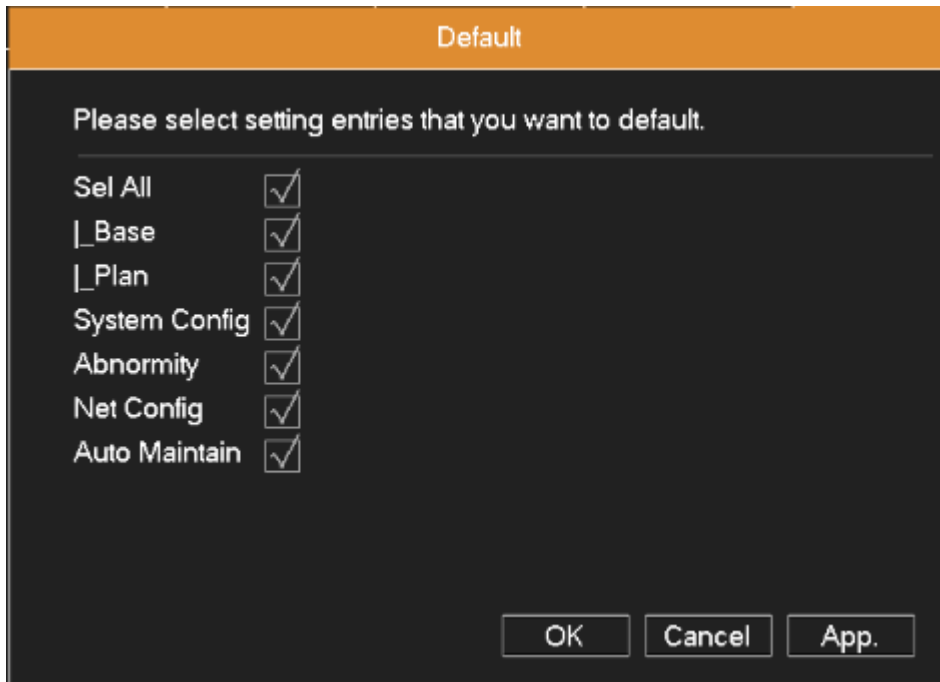 Default
Please select setting entries that you want to default.
Sel All
|_Base
|_Plan
System Config
Abnormity
Net Config
Auto Maintain
OK Cancel App.